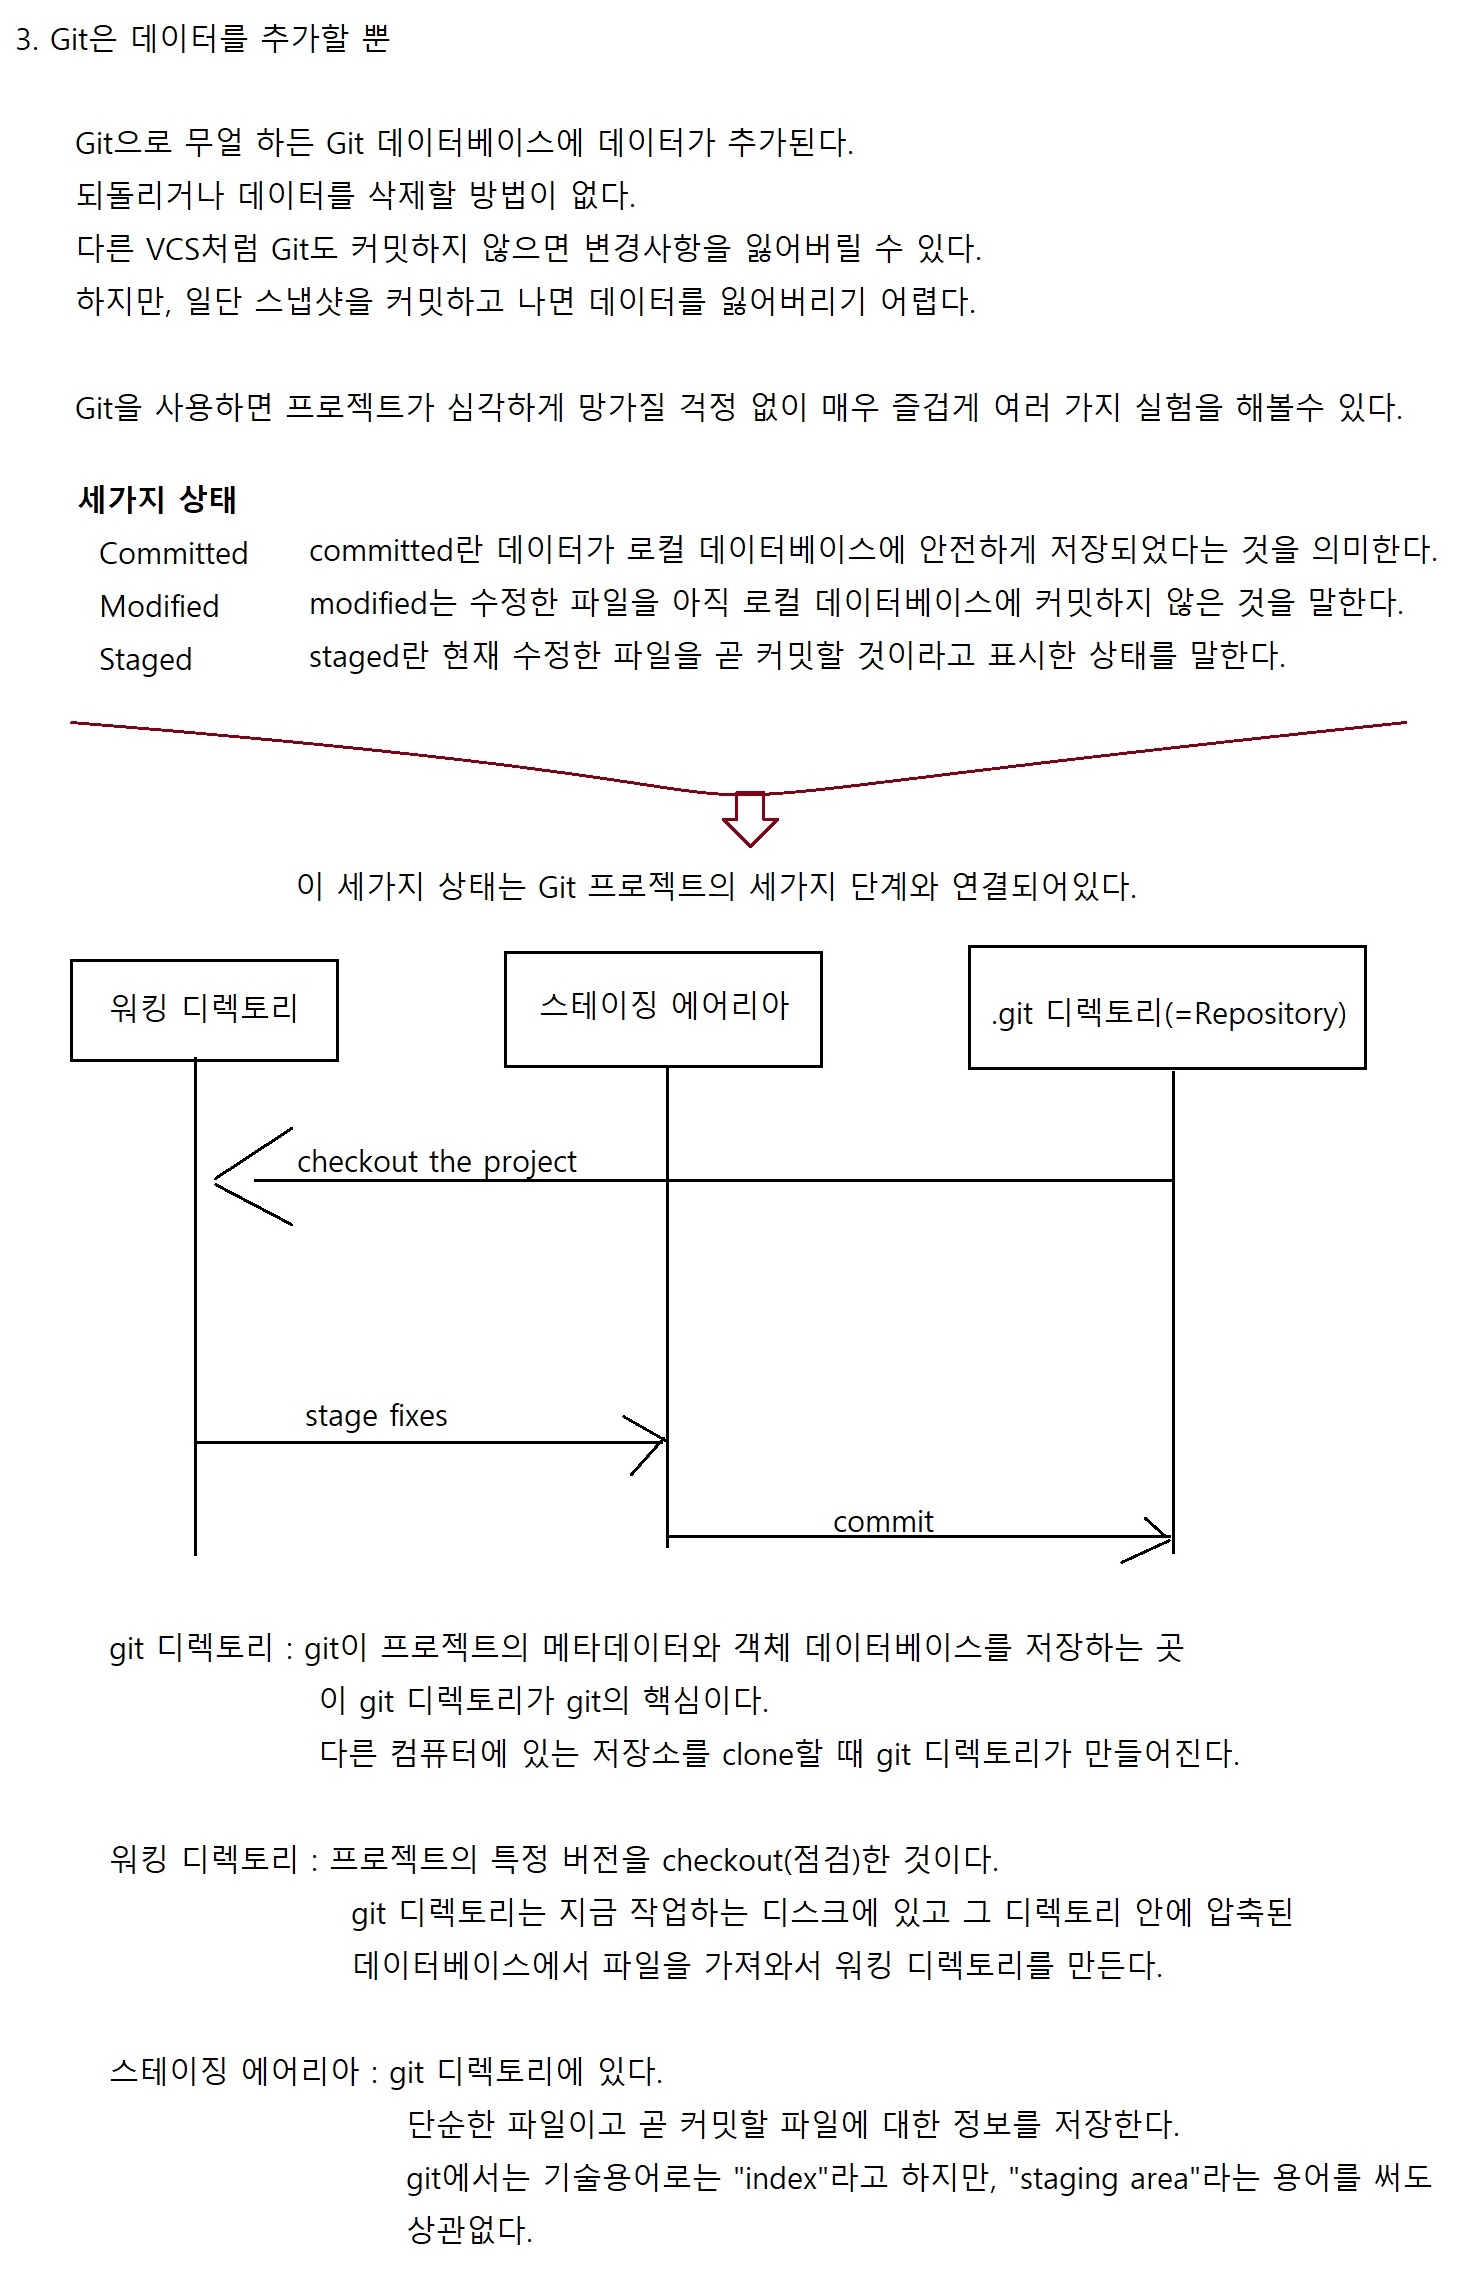 3. Git은 데이터를 추가할 뿐
Git으로 무얼 하든 Git 데이터베이스에 데이터가 추가된다.
되돌리거나 데이터를 삭제할 방법이 없다.
다른 VCS처럼 Git도 커밋하지 않으면 변경사항을 잃어버릴 수 있다.
하지만, 일단 스냅샷을 커밋하고 나면 데이터를 잃어버리기 어렵다.
Git을 사용하면 프로젝트가 심각하게 망가질 걱정 없이 매우 즐겁게 여러 가지 실험을 해볼수 있다.
세가지 상태
Committed committed란 데이터가 로컬 데이터베이스에 안전하게 저장되었다는 것을 의미한다.
Modified modified는 수정한 파일을 아직 로컬 데이터베이스에 커밋하지 않은 것을 말한다.
Staged staged란 현재 수정한 파일을 곧 커밋할 것이라고 표시한 상태를 말한다.
이 세가지 상태는 Git 프로젝트의 세가지 단계와 연결되어있다.
워킹 디렉토리 스테이징 에어리아 .git 디렉토리(=Repository)
checkout the project
stage fixes
commit
git 디렉토리 : git이 프로젝트의 메타데이터와 객체 데이터베이스를 저장하는 곳
이 git 디렉토리가 git의 핵심이다.
다른 컴퓨터에 있는 저장소를 clone할 때 git 디렉토리가 만들어진다.
워킹 디렉토리 : 프로젝트의 특정 버전을 checkout(점검)한 것이다.
git 디렉토리는 지금 작업하는 디스크에 있고 그 디렉토리 안에 압축된
데이터베이스에서 파일을 가져와서 워킹 디렉토리를 만든다.
스테이징 에어리아 : git 디렉토리에 있다.
단순한 파일이고 곧 커밋할 파일에 대한 정보를 저장한다.
git에서는 기술용어로는 "index"라고 하지만, "staging area"라는 용어를 써도
상관없다.